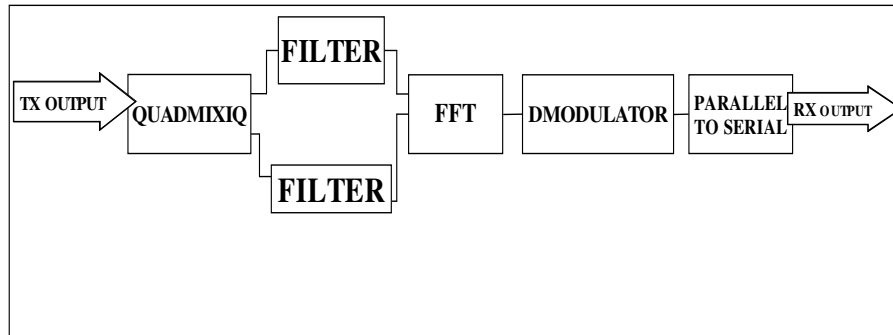 FILTER
TX OUTPUT
QUADMIXIQ
FILTER
FFT
DMODULATOR
PARALLEL
TO SERIAL
RX OUTPUT